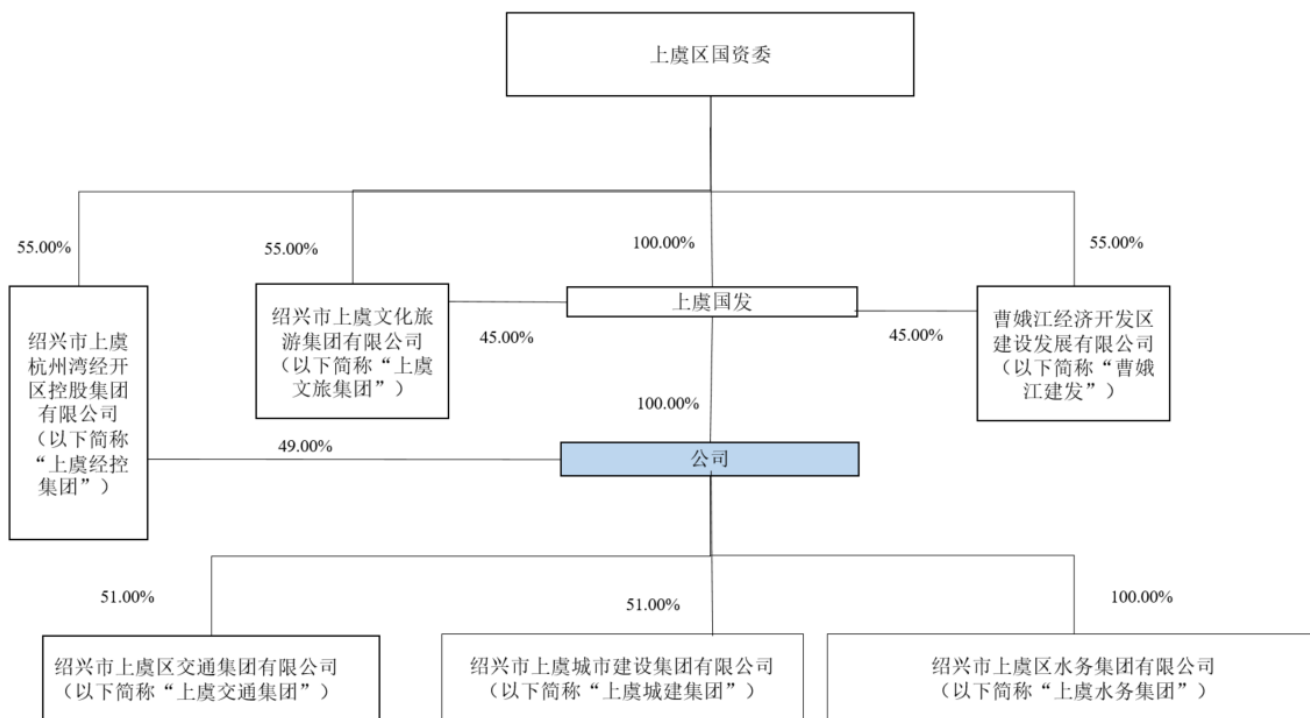 上虞区国资委
55.00%
55.00%
100.00%
55.00%
绍兴市上虞
杭州湾经开
区控股集团
有限公司
（以下简称
“上虞经控
集团”）
绍兴市上虞文化旅
游集团有限公司
（以下简称“上虞
文旅集团”）
45.00%
上虞国发
45.00%
曹娥江经济开发区
建设发展有限公司
（以下简称“曹娥
江建发”）
100.00%
49.00%
公司
51.00%
51.00%
100.00%
绍兴市上虞区交通集团有限公司
（以下简称“上虞交通集团”）
绍兴市上虞城市建设集团有限公司
（以下简称“上虞城建集团”）
绍兴市上虞区水务集团有限公司
（以下简称“上虞水务集团”）